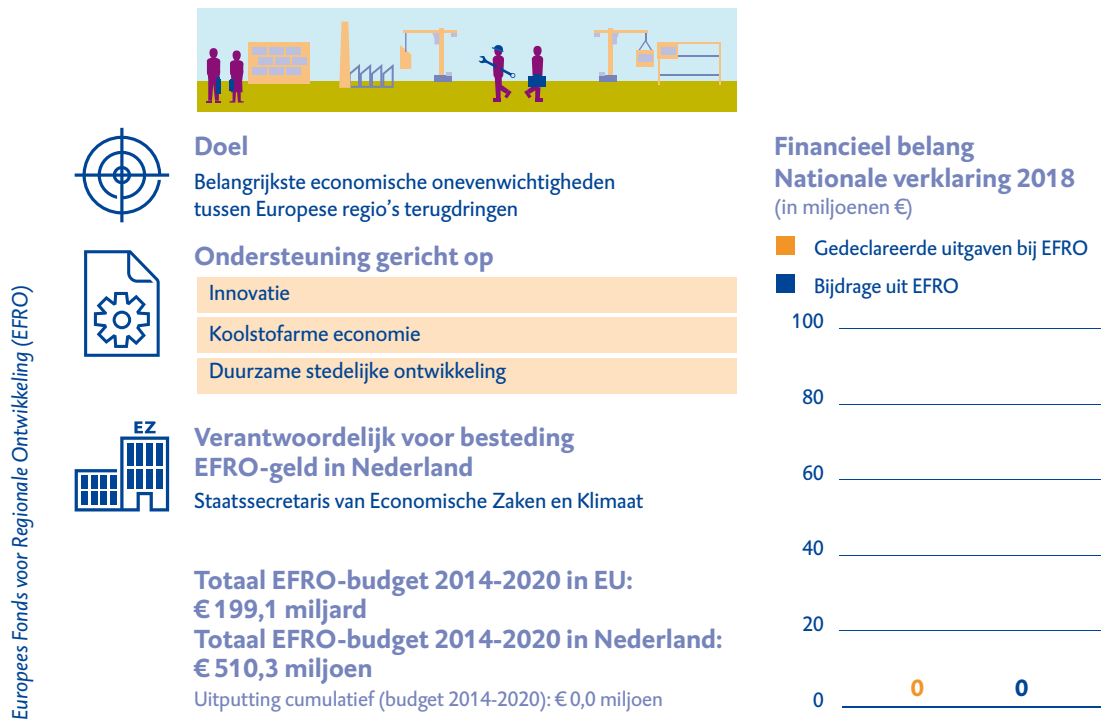 Europees Fonds voor Regionale Ontwikkeling (EFRO)
Doel
Belangrijkste economische onevenwichtigheden
tussen Europese regio's terugdringen
Ondersteuning gericht op
Innovatie
Koolstofarme economie
Duurzame stedelijke ontwikkeling
EZ
Verantwoordelijk voor besteding
EFRO-geld in Nederland
Staatssecretaris van Economische Zaken en Klimaat
Totaal EFRO-budget 2014-2020 in EU:
€ 199,1 miljard
Totaal EFRO-budget 2014-2020 in Nederland:
€ 510,3 miljoen
Uitputting cumulatief (budget 2014-2020): € 0,0 miljoen
Financieel belang
Nationale verklaring 2018
(in miljoenen €)
Gedeclareerde uitgaven bij EFRO
Bijdrage uit EFRO
100
80
60
40
20
0
0 0